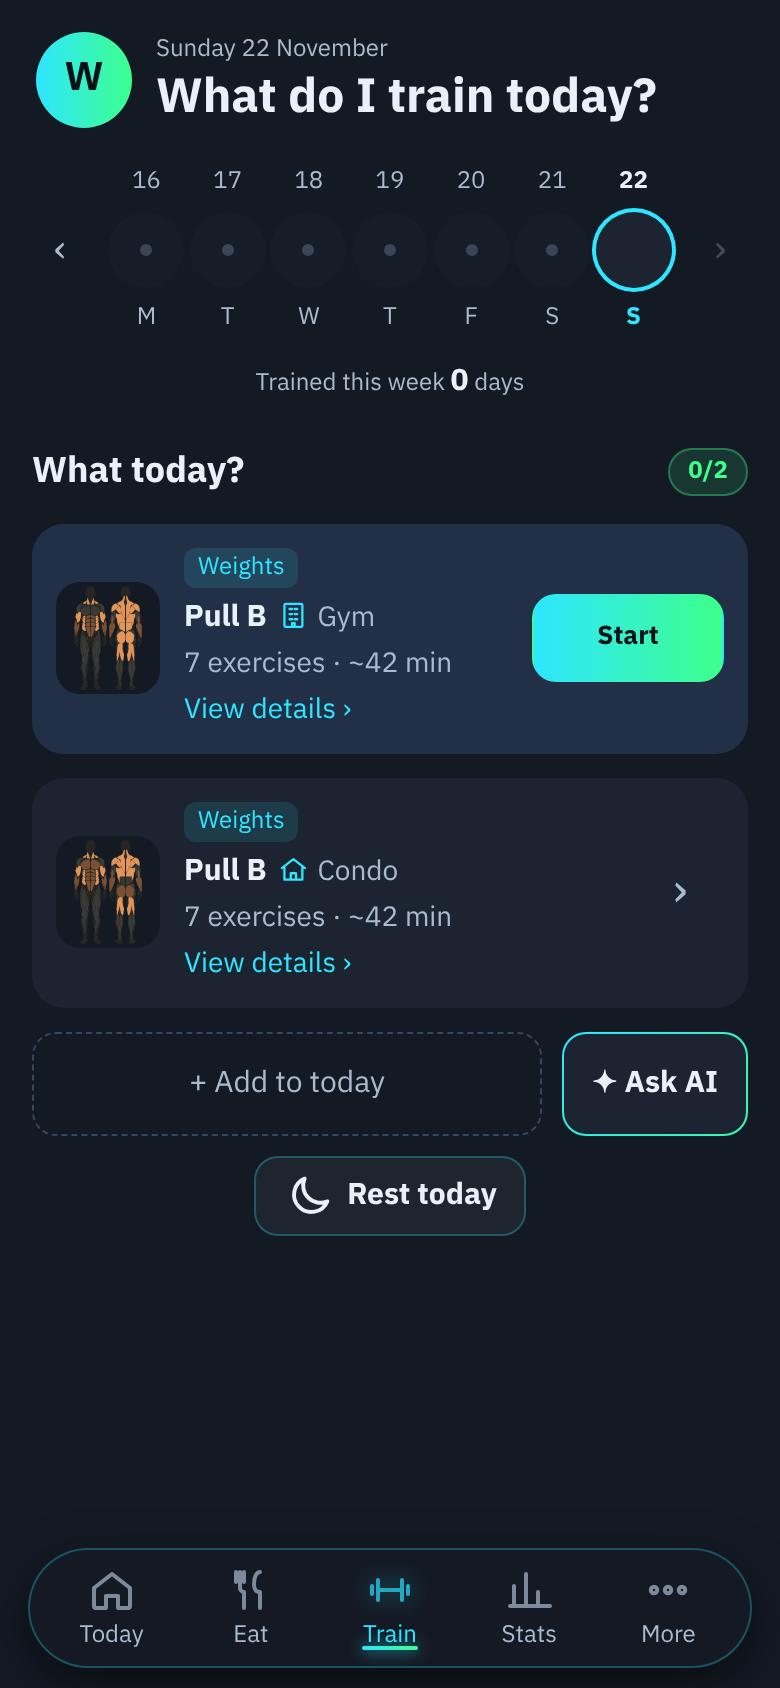 W
Sunday 22 November
What do I train today?
16 17 18 19 20 21 22
‹ ›
M T W T F S S
Trained this week 0 days
What today?
0/2
Weights
Pull B Gym
7 exercises · ~42 min
View details ›
Start
Weights
Pull B Condo
7 exercises · ~42 min
View details ›
›
+ Add to today
✦ Ask AI
Rest today
Today Eat Train Stats More